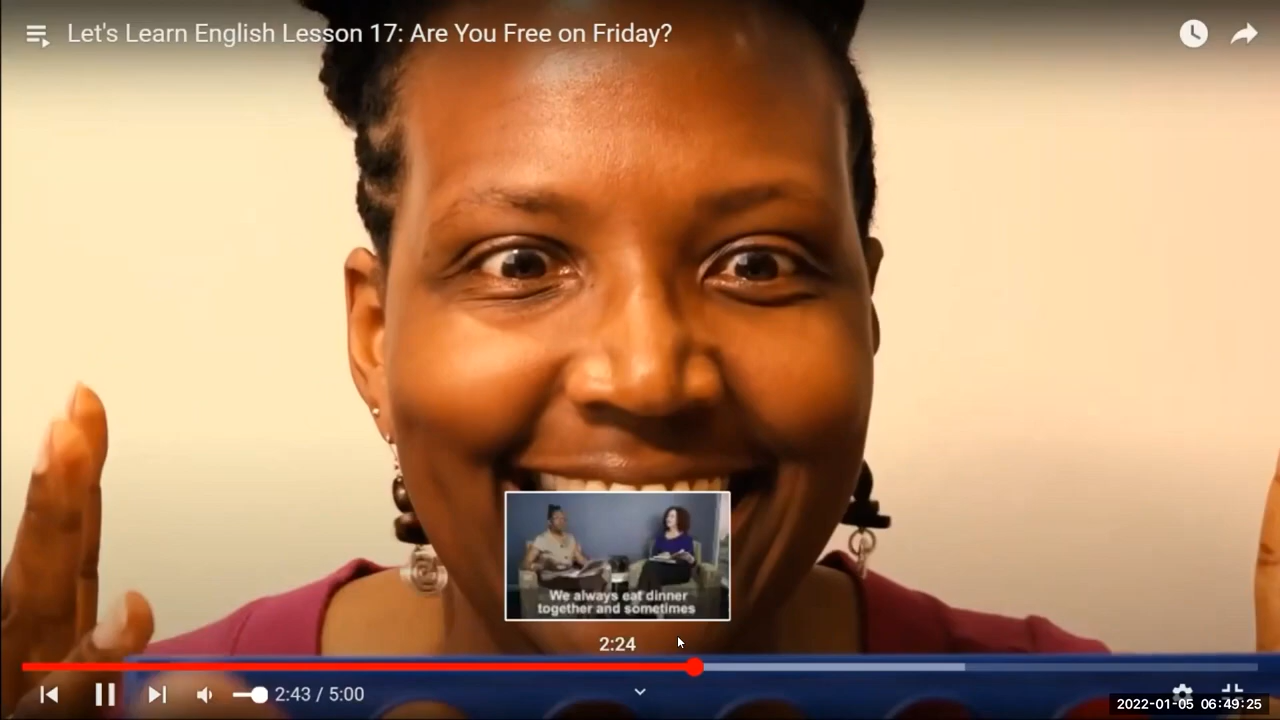 Let's Learn English Lesson 17: Are You Free on Friday?
We always eat dinner
together and sometimes
2:24
2:43 / 5:00
2022-01-05 06:49:25